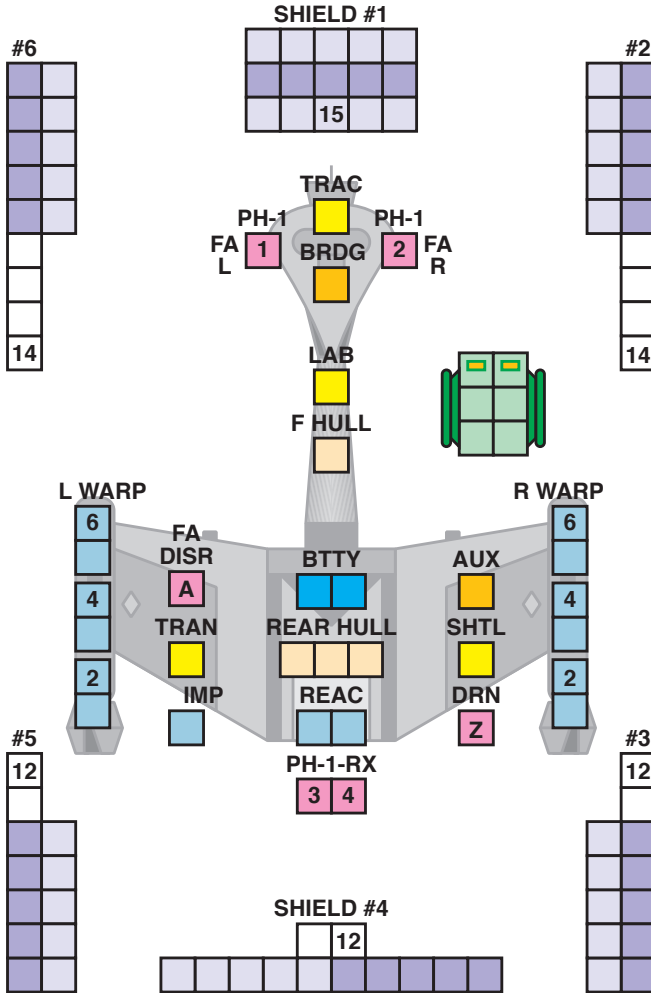 SHIELD #1
#6
#2
15
TRAC
PH-1
PH-1
FA
L
1
BRDG
2
FA
R
14
14
LAB
F HULL
L WARP
R WARP
6
6
FA
DISR
BTTY
AUX
A
4
4
TRAN
REAR HULL
SHTL
2
2
IMP
REAC
DRN
Z
#5
#3
PH-1-RX
12
12
3
4
SHIELD #4
12